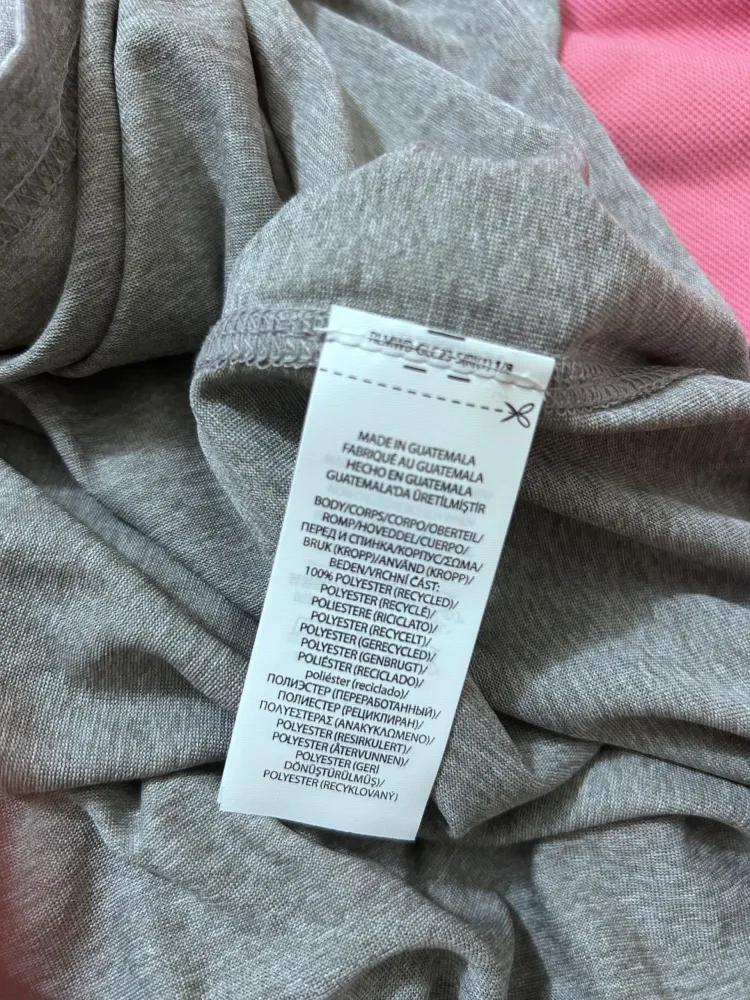 1/8
MADE IN GUATEMALA
FABRIQUÉ AU GUATEMALA
HECHO EN GUATEMALA
GUATEMALA'DA ÜRETİLMİŞTİR
BODY/CORPS/CORPO/OBERTEIL/
ROMP/HOVEDDEL/CUERPO/
ПЕРЕД И СПИНКА/КОРПУС/ΣΩΜΑ/
BRUK (KROPP)/ANVÄND (KROPP)/
BEDEN/VRCHNÍ ČÁST:
100% POLYESTER (RECYCLED)/
POLYESTER (RECYCLÉ)/
POLIESTERE (RICICLATO)/
POLYESTER (RECYCELT)/
POLYESTER (GERECYCLED)/
POLYESTER (GENBRUGT)/
POLIÉSTER (RECICLADO)/
poliéster (reciclado)/
ПОЛИЭСТЕР (ПЕРЕРАБОТАННЫЙ)/
ПОЛИЕСТЕР (РЕЦИКЛИРАН)/
ΠΟΛΥΕΣΤΕΡΑΣ (ΑΝΑΚΥΚΛΩΜΕΝΟ)/
POLYESTER (RESIRKULERT)/
POLYESTER (ÅTERVUNNEN)/
POLYESTER (GERİ
DÖNÜŞTÜRÜLMÜŞ)/
POLYESTER (RECYKLOVANÝ)